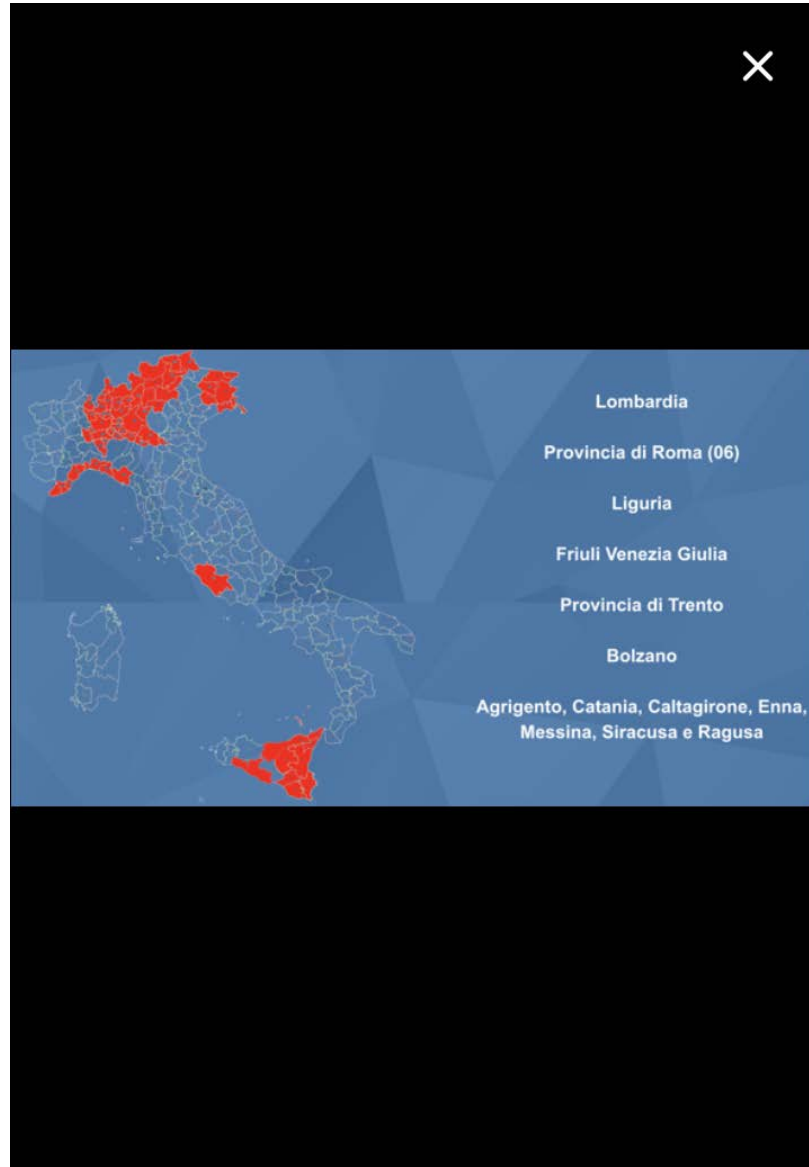 Lombardia
Provincia di Roma (06)
Liguria
Friuli Venezia Giulia
Provincia di Trento
Bolzano
Agrigento, Catania, Caltagirone, Enna,
Messina, Siracusa e Ragusa